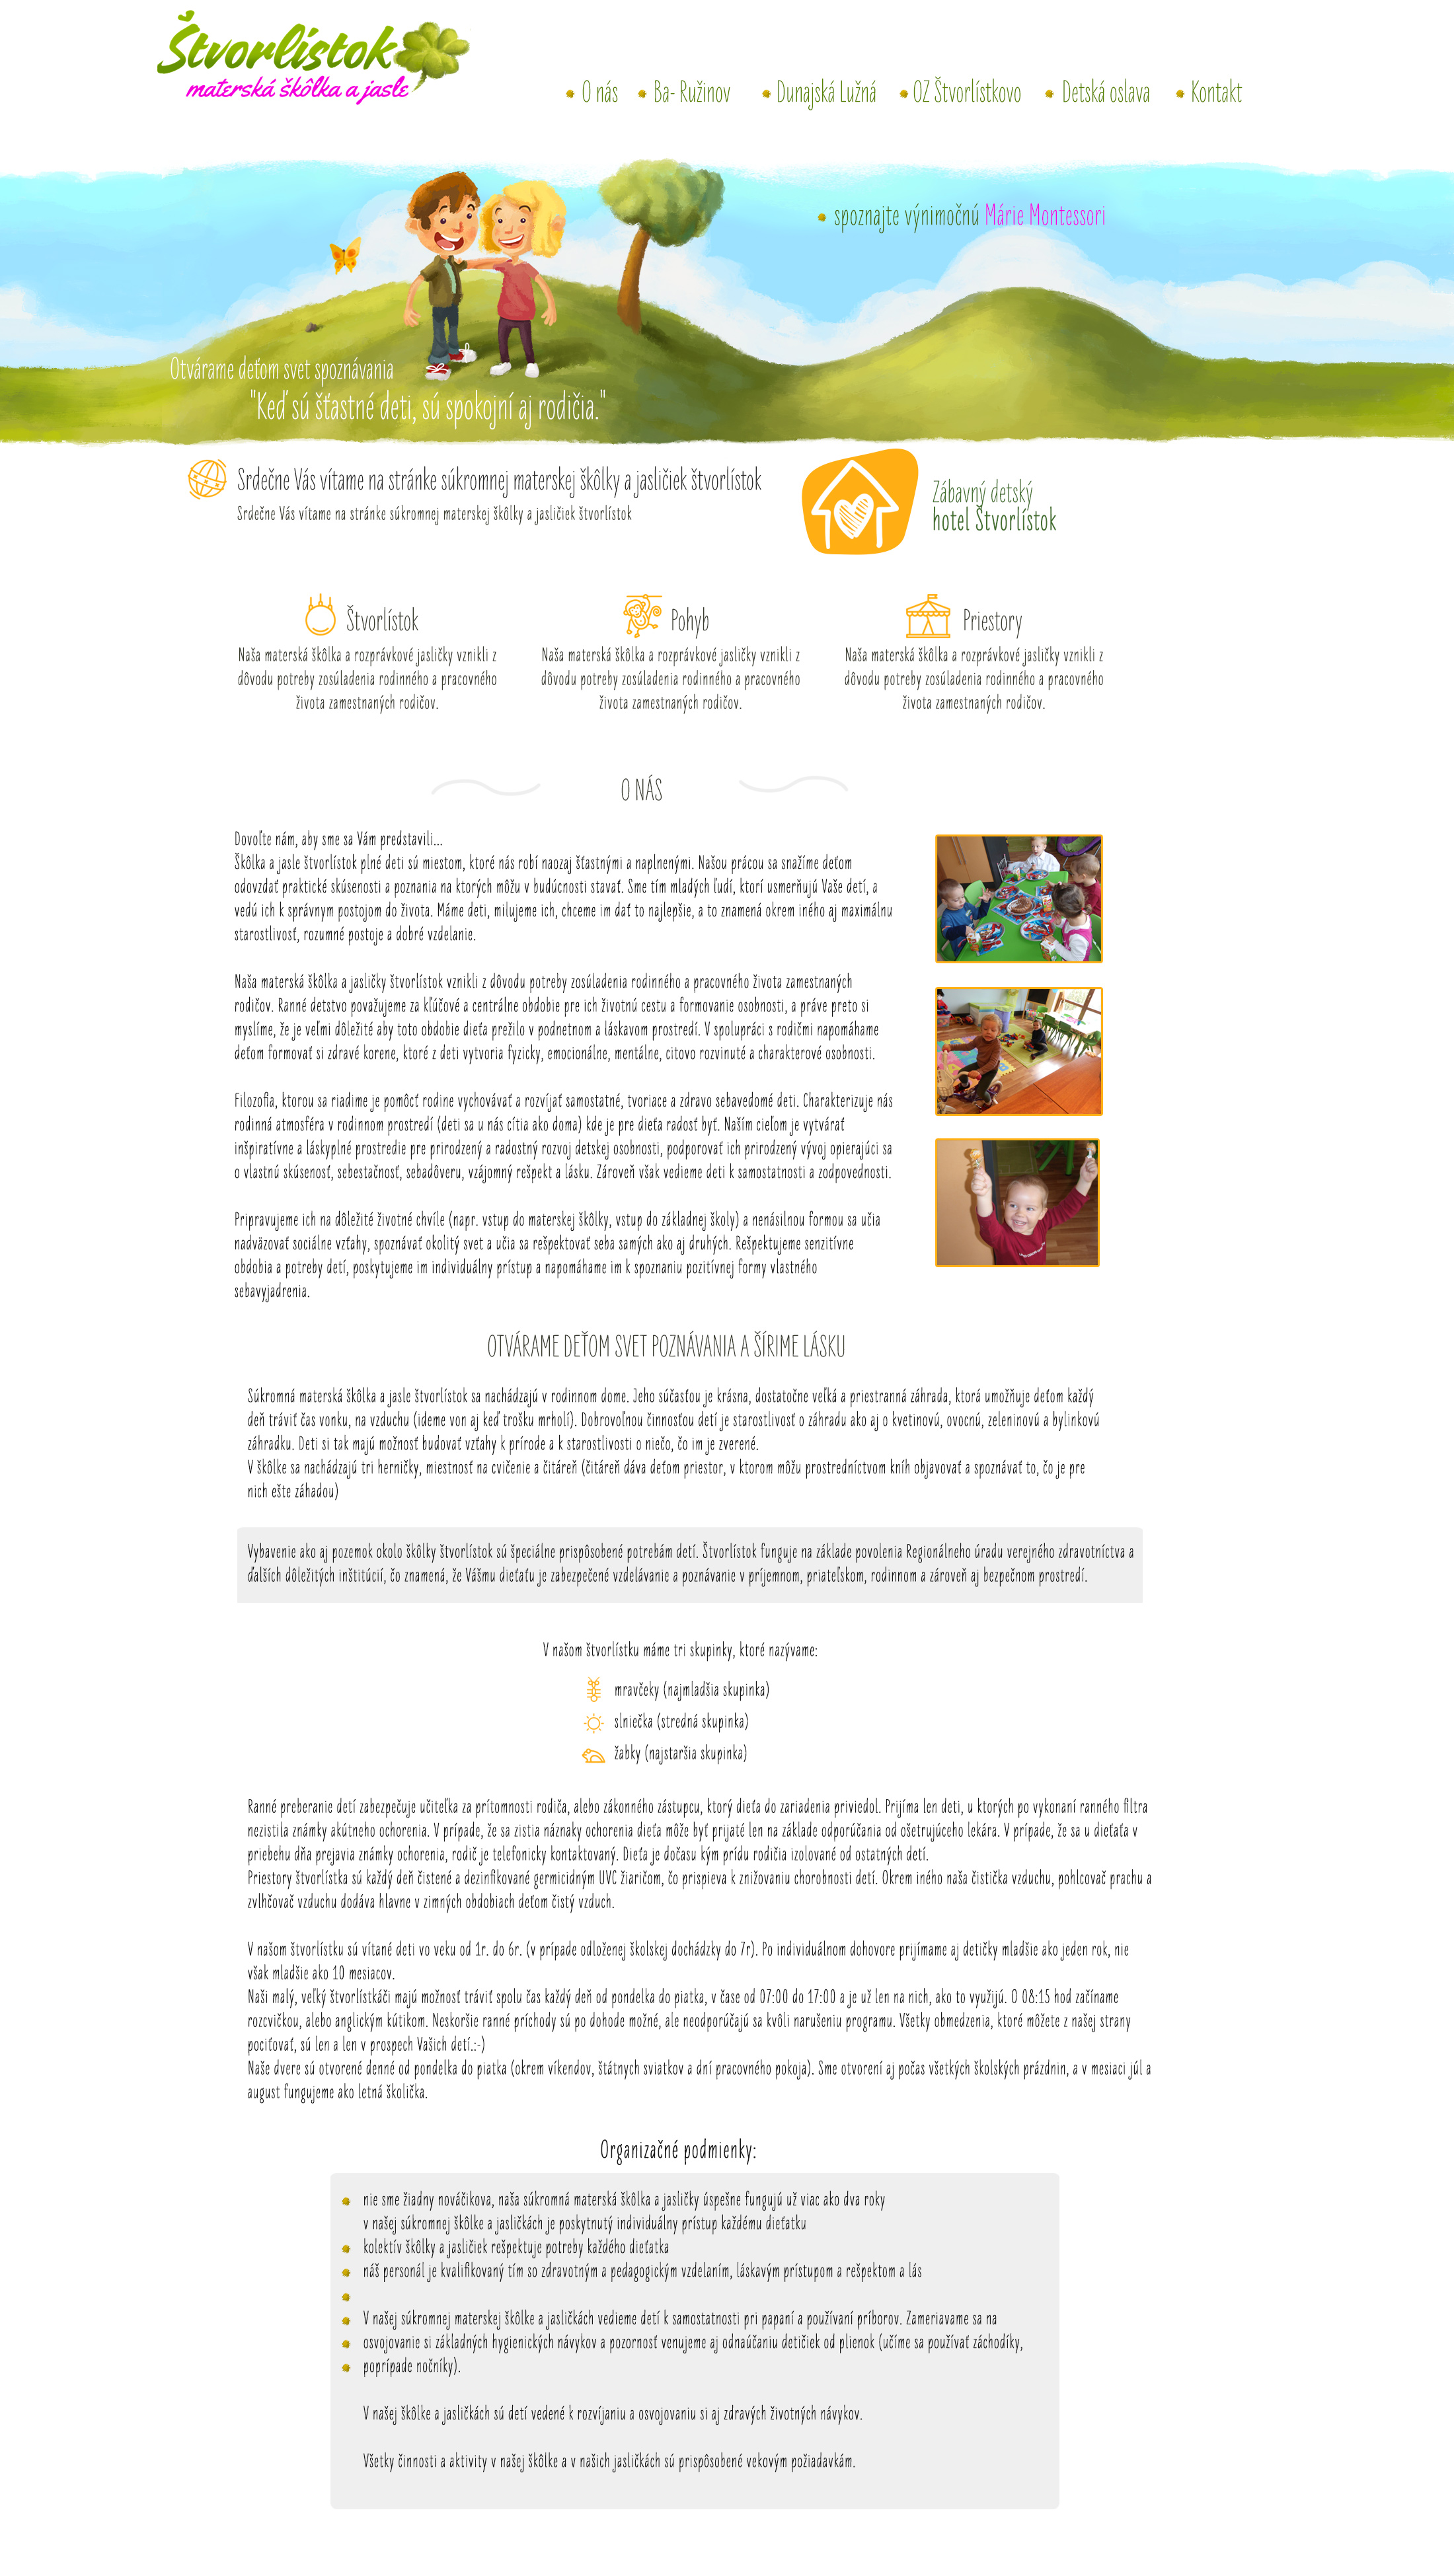 Štvorlístok
materská škôlka a jasle
O nás
Ba- Ružinov
Dunajská Lužná
OZ Štvorlístkovo
Detská oslava
Kontakt
spoznajte výnimočnú Márie Montessori
Otvárame deťom svet spoznávania
"Keď sú šťastné deti, sú spokojní aj rodičia."
Srdečne Vás vítame na stránke súkromnej materskej škôlky a jasličiek štvorlístok
Srdečne Vás vítame na stránke súkromnej materskej škôlky a jasličiek štvorlístok
Zábavný detský
hotel Štvorlístok
Štvorlístok
Naša materská škôlka a rozprávkové jasličky vznikli z
dôvodu potreby zosúladenia rodinného a pracovného
života zamestnaných rodičov.
Pohyb
Naša materská škôlka a rozprávkové jasličky vznikli z
dôvodu potreby zosúladenia rodinného a pracovného
života zamestnaných rodičov.
Priestory
Naša materská škôlka a rozprávkové jasličky vznikli z
dôvodu potreby zosúladenia rodinného a pracovného
života zamestnaných rodičov.
O NÁS
Dovoľte nám, aby sme sa Vám predstavili...
Škôlka a jasle štvorlístok plné deti sú miestom, ktoré nás robí naozaj šťastnými a naplnenými. Našou prácou sa snažíme deťom
odovzdať praktické skúsenosti a poznania na ktorých môžu v budúcnosti stavať. Sme tím mladých ľudí, ktorí usmerňujú Vaše detí, a
vedú ich k správnym postojom do života. Máme deti, milujeme ich, chceme im dať to najlepšie, a to znamená okrem iného aj maximálnu
starostlivosť, rozumné postoje a dobré vzdelanie.
Naša materská škôlka a jasličky štvorlístok vznikli z dôvodu potreby zosúladenia rodinného a pracovného života zamestnaných
rodičov. Ranné detstvo považujeme za kľúčové a centrálne obdobie pre ich životnú cestu a formovanie osobnosti, a práve preto si
myslíme, že je veľmi dôležité aby toto obdobie dieťa prežilo v podnetnom a láskavom prostredí. V spolupráci s rodičmi napomáhame
deťom formovať si zdravé korene, ktoré z deti vytvoria fyzicky, emocionálne, mentálne, citovo rozvinuté a charakterové osobnosti.
Filozofia, ktorou sa riadime je pomôcť rodine vychovávať a rozvíjať samostatné, tvoriace a zdravo sebavedomé deti. Charakterizuje nás
rodinná atmosféra v rodinnom prostredí (deti sa u nás cítia ako doma) kde je pre dieťa radosť byť. Naším cieľom je vytvárať
inšpiratívne a láskyplné prostredie pre prirodzený a radostný rozvoj detskej osobnosti, podporovať ich prirodzený vývoj opierajúci sa
o vlastnú skúsenosť, sebestačnosť, sebadôveru, vzájomný rešpekt a lásku. Zároveň však vedieme deti k samostatnosti a zodpovednosti.
Pripravujeme ich na dôležité životné chvíle (napr. vstup do materskej škôlky, vstup do základnej školy) a nenásilnou formou sa učia
nadväzovať sociálne vzťahy, spoznávať okolitý svet a učia sa rešpektovať seba samých ako aj druhých. Rešpektujeme senzitívne
obdobia a potreby detí, poskytujeme im individuálny prístup a napomáhame im k spoznaniu pozitívnej formy vlastného
sebavyjadrenia.
OTVÁRAME DEŤOM SVET POZNÁVANIA A ŠÍRIME LÁSKU
Súkromná materská škôlka a jasle štvorlístok sa nachádzajú v rodinnom dome. Jeho súčasťou je krásna, dostatočne veľká a priestranná záhrada, ktorá umožňuje deťom každý
deň tráviť čas vonku, na vzduchu (ideme von aj keď trošku mrholí). Dobrovoľnou činnosťou detí je starostlivosť o záhradu ako aj o kvetinovú, ovocnú, zeleninovú a bylinkovú
záhradku. Deti si tak majú možnosť budovať vzťahy k prírode a k starostlivosti o niečo, čo im je zverené.
V škôlke sa nachádzajú tri herničky, miestnosť na cvičenie a čitáreň (čitáreň dáva deťom priestor, v ktorom môžu prostredníctvom kníh objavovať a spoznávať to, čo je pre
nich ešte záhadou)
Vybavenie ako aj pozemok okolo škôlky štvorlístok sú špeciálne prispôsobené potrebám detí. Štvorlístok funguje na základe povolenia Regionálneho úradu verejného zdravotníctva a
ďalších dôležitých inštitúcií, čo znamená, že Vášmu dieťaťu je zabezpečené vzdelávanie a poznávanie v príjemnom, priateľskom, rodinnom a zároveň aj bezpečnom prostredí.
V našom štvorlístku máme tri skupinky, ktoré nazývame:
mravčeky (najmladšia skupinka)
slniečka (stredná skupinka)
žabky (najstaršia skupinka)
Ranné preberanie detí zabezpečuje učiteľka za prítomnosti rodiča, alebo zákonného zástupcu, ktorý dieťa do zariadenia priviedol. Prijíma len deti, u ktorých po vykonaní ranného filtra
nezistila známky akútneho ochorenia. V prípade, že sa zistia náznaky ochorenia dieťa môže byť prijaté len na základe odporúčania od ošetrujúceho lekára. V prípade, že sa u dieťaťa v
priebehu dňa prejavia známky ochorenia, rodič je telefonicky kontaktovaný. Dieťa je dočasu kým prídu rodičia izolované od ostatných detí.
Priestory štvorlístka sú každý deň čistené a dezinfikované germicídným UVC žiaričom, čo prispieva k znižovaniu chorobnosti detí. Okrem iného naša čistička vzduchu, pohlcovač prachu a
zvlhčovač vzduchu dodáva hlavne v zimných obdobiach deťom čistý vzduch.
V našom štvorlístku sú vítané deti vo veku od 1r. do 6r. (v prípade odloženej školskej dochádzky do 7r). Po individuálnom dohovore prijímame aj detičky mladšie ako jeden rok, nie
však mladšie ako 10 mesiacov.
Naši malý, veľký štvorlístkáči majú možnosť tráviť spolu čas každý deň od pondelka do piatka, v čase od 07:00 do 17:00 a je už len na nich, ako to využijú. O 08:15 hod začíname
rozcvičkou, alebo anglickým kútikom. Neskoršie ranné príchody sú po dohode možné, ale neodporúčajú sa kvôli narušeniu programu. Všetky obmedzenia, ktoré môžete z našej strany
pociťovať, sú len a len v prospech Vašich detí.:-)
Naše dvere sú otvorené denné od pondelka do piatka (okrem víkendov, štátnych sviatkov a dní pracovného pokoja). Sme otvorení aj počas všetkých školských prázdnin, a v mesiaci júl a
august fungujeme ako letná školička.
Organizačné podmienky:
nie sme žiadny nováčikova, naša súkromná materská škôlka a jasličky úspešne fungujú už viac ako dva roky
v našej súkromnej škôlke a jasličkách je poskytnutý individuálny prístup každému dieťatku
kolektív škôlky a jasličiek rešpektuje potreby každého dieťatka
náš personál je kvalifikovaný tím so zdravotným a pedagogickým vzdelaním, láskavým prístupom a rešpektom a lás
V našej súkromnej materskej škôlke a jasličkách vedieme detí k samostatnosti pri papaní a používaní príborov. Zameriavame sa na
osvojovanie si základných hygienických návykov a pozornosť venujeme aj odnaúčaniu detičiek od plienok (učíme sa používať záchodíky,
poprípade nočníky).
V našej škôlke a jasličkách sú detí vedené k rozvíjaniu a osvojovaniu si aj zdravých životných návykov.
Všetky činnosti a aktivity v našej škôlke a v našich jasličkách sú prispôsobené vekovým požiadavkám.